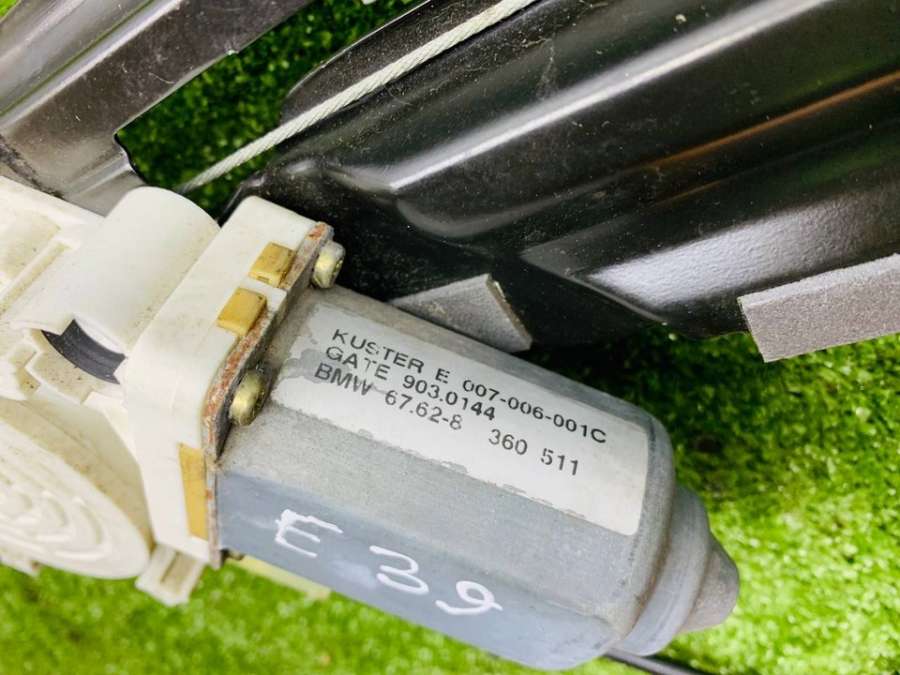 KUSTER E 007-006-001C
GATE 903.0144
BMW 67.62-8 360 511
E 39